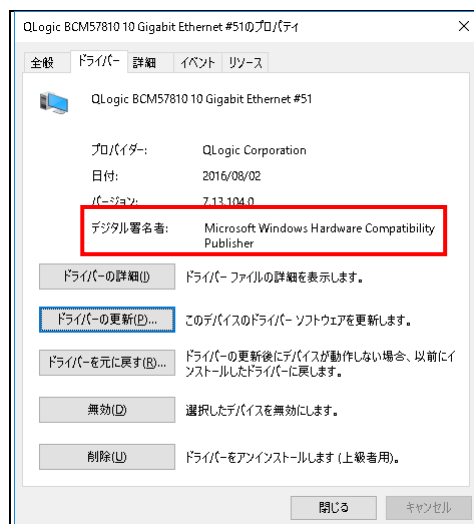 QLogic BCM57810 10 Gigabit Ethernet #51のプロパティ
全般 ドライバー 詳細 イベント リソース
QLogic BCM57810 10 Gigabit Ethernet #51
プロバイダー: QLogic Corporation
日付: 2016/08/02
バージョン: 7.13.104.0
デジタル署名者: Microsoft Windows Hardware Compatibility
Publisher
ドライバーの詳細(I) ドライバー ファイルの詳細を表示します。
ドライバーの更新(P)... このデバイスのドライバー ソフトウェアを更新します。
ドライバーを元に戻す(R)... ドライバーの更新後にデバイスが動作しない場合、以前にイ
ンストールしたドライバーに戻します。
無効(D) 選択したデバイスを無効にします。
削除(U) ドライバーをアンインストールします (上級者用)。
閉じる キャンセル